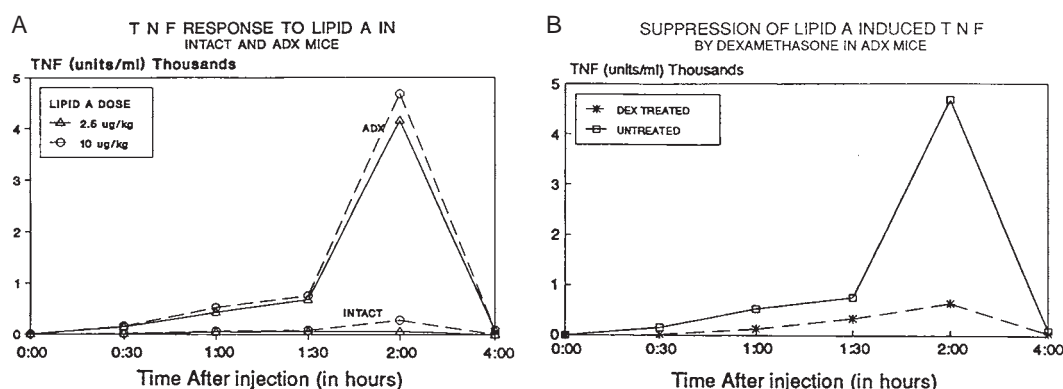 A
T N F RESPONSE TO LIPID A IN
INTACT AND ADX MICE
TNF (units/ml) Thousands
5
4
3
2
1
0
LIPID A DOSE
2.5 ug/kg
10 ug/kg
ADX
INTACT
0:00 0:30 1:00 1:30 2:00 4:00
Time After injection (in hours)
B
SUPPRESSION OF LIPID A INDUCED T N F
BY DEXAMETHASONE IN ADX MICE
TNF (units/ml) Thousands
5
4
3
2
1
0
DEX TREATED
UNTREATED
0:00 0:30 1:00 1:30 2:00 4:00
Time After injection (in hours)